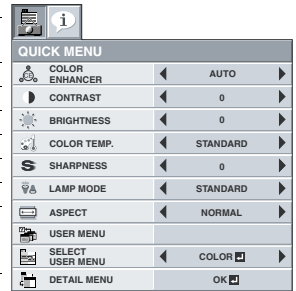 i
QUICK MENU
COLOR ENHANCER AUTO
CONTRAST 0
BRIGHTNESS 0
COLOR TEMP. STANDARD
SHARPNESS 0
LAMP MODE STANDARD
ASPECT NORMAL
USER MENU
SELECT USER MENU COLOR
DETAIL MENU OK